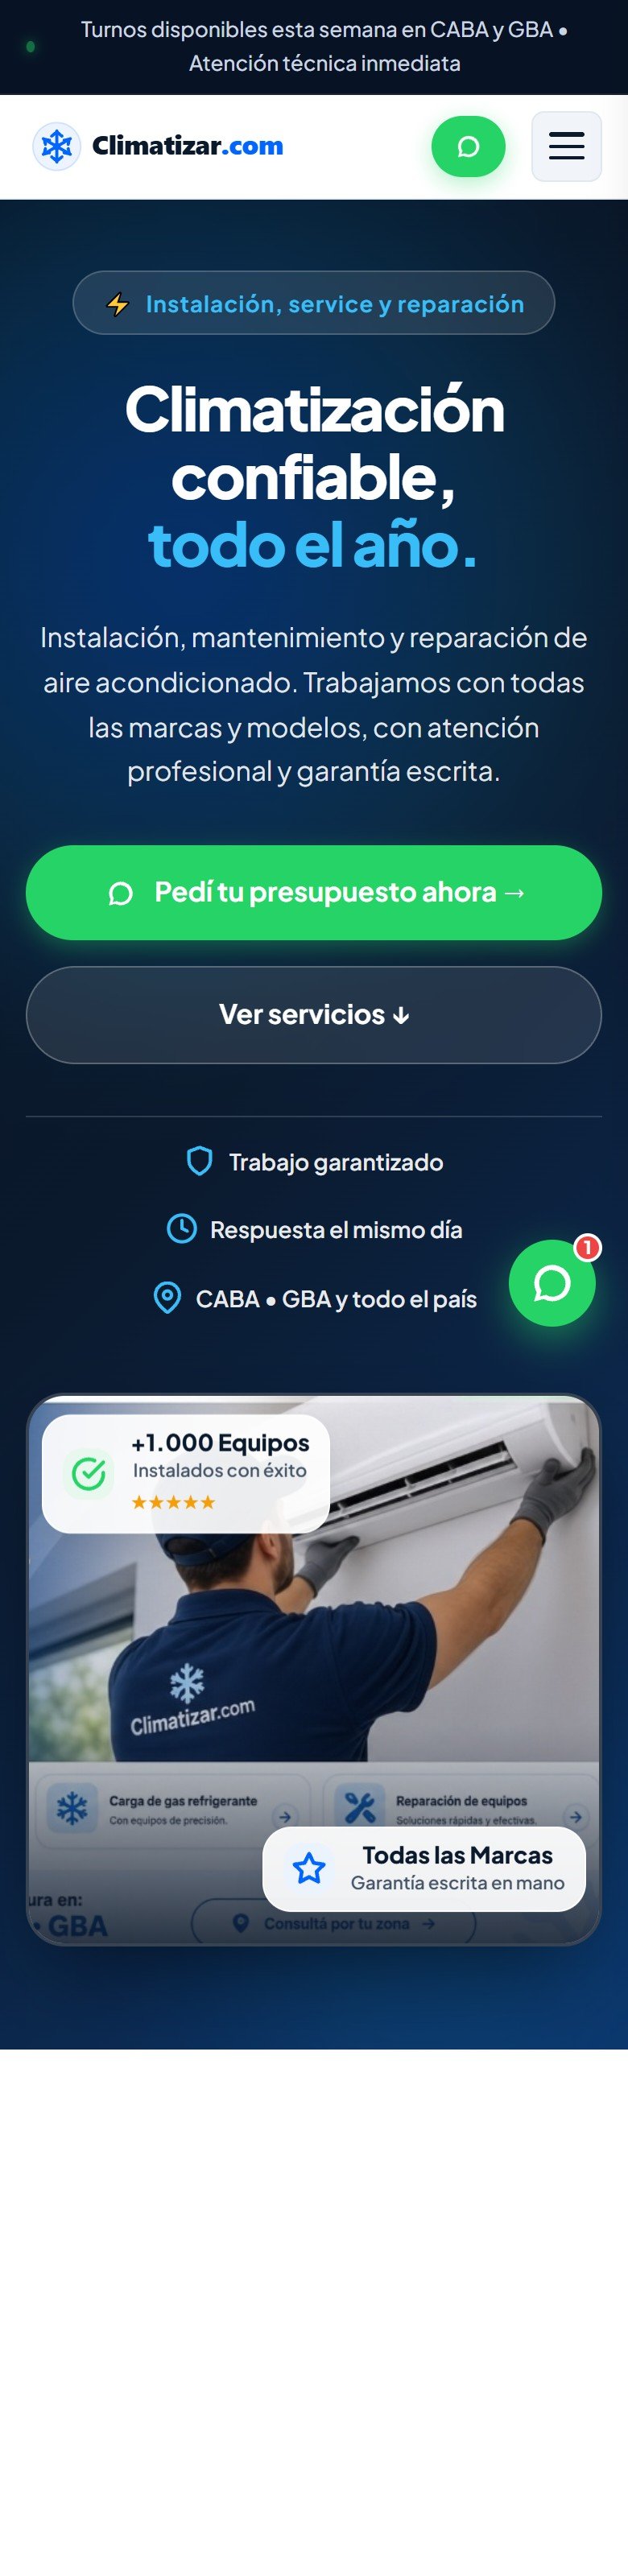 Turnos disponibles esta semana en CABA y GBA •
Atención técnica inmediata
Climatizar.com
⚡ Instalación, service y reparación
Climatización
confiable,
todo el año.
Instalación, mantenimiento y reparación de
aire acondicionado. Trabajamos con todas
las marcas y modelos, con atención
profesional y garantía escrita.
Pedí tu presupuesto ahora →
Ver servicios ↓
Trabajo garantizado
Respuesta el mismo día
1
CABA • GBA y todo el país
+1.000 Equipos
Instalados con éxito
★★★★★
Climatizar.com
Carga de gas refrigerante
Con equipos de precisión.
Reparación de equipos
Soluciones rápidas y efectivas.
Todas las Marcas
Garantía escrita en mano
ura en:
• GBA
Consultá por tu zona →